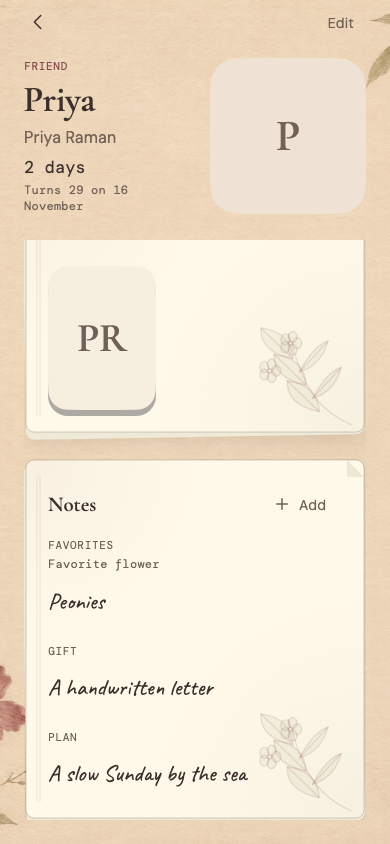 Edit
FRIEND
Priya
Priya Raman
2 days
Turns 29 on 16
November
P
PR
Notes
+ Add
FAVORITES
Favorite flower
Peonies
GIFT
A handwritten letter
PLAN
A slow Sunday by the sea